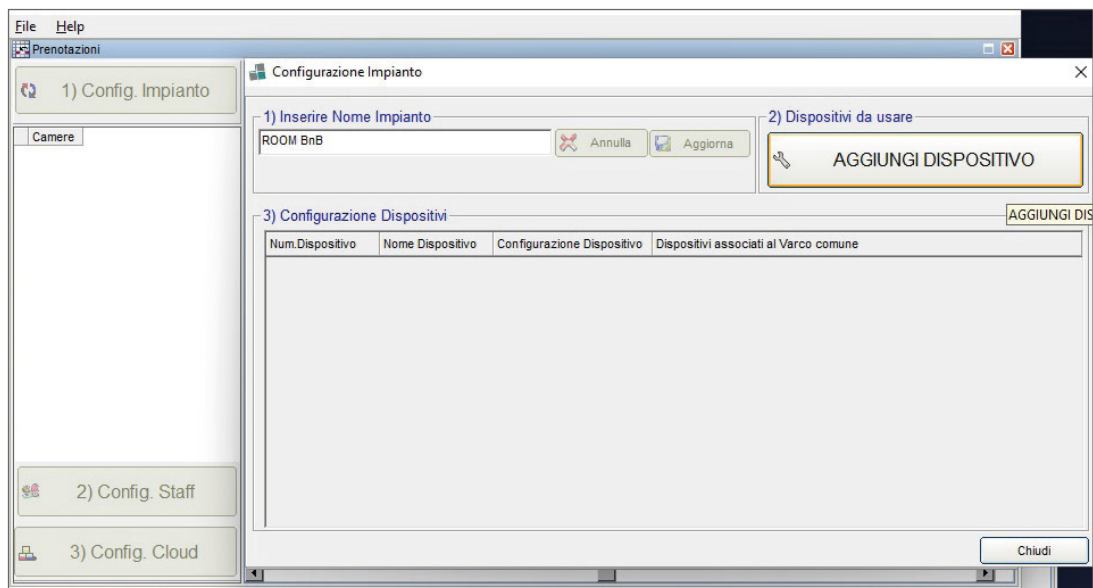 File Help
Prenotazioni
1) Config. Impianto
Camere
2) Config. Staff
3) Config. Cloud
Configurazione Impianto
1) Inserire Nome Impianto
ROOM BnB
Annulla
Aggiorna
2) Dispositivi da usare
AGGIUNGI DISPOSITIVO
AGGIUNGI DIS
3) Configurazione Dispositivi
Num.Dispositivo Nome Dispositivo Configurazione Dispositivo Dispositivi associati al Varco comune
Chiudi